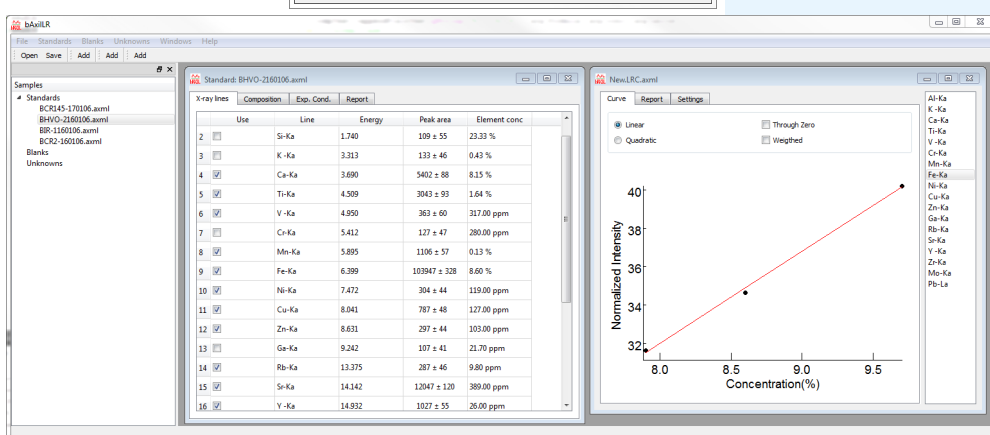 bAxilLR
File Standards Blanks Unknowns Windows Help
Open Save Add Add Add
Samples
Standards
BCR145-170106.axml
BHVO-2160106.axml
BIR-1160106.axml
BCR2-160106.axml
Blanks
Unknowns
Standard: BHVO-2160106.axml
X-ray lines Composition Exp. Cond. Report
Use Line Energy Peak area Element conc
2 Si-Ka 1.740 109 ± 55 23.33 %
3 K -Ka 3.313 133 ± 46 0.43 %
4 Ca-Ka 3.690 5402 ± 88 8.15 %
5 Ti-Ka 4.509 3043 ± 93 1.64 %
6 V -Ka 4.950 363 ± 60 317.00 ppm
7 Cr-Ka 5.412 127 ± 47 280.00 ppm
8 Mn-Ka 5.895 1106 ± 57 0.13 %
9 Fe-Ka 6.399 103947 ± 328 8.60 %
10 Ni-Ka 7.472 304 ± 44 119.00 ppm
11 Cu-Ka 8.041 787 ± 48 127.00 ppm
12 Zn-Ka 8.631 297 ± 44 103.00 ppm
13 Ga-Ka 9.242 107 ± 41 21.70 ppm
14 Rb-Ka 13.375 287 ± 46 9.80 ppm
15 Sr-Ka 14.142 12047 ± 120 389.00 ppm
16 Y -Ka 14.932 1027 ± 55 26.00 ppm
New.LRC.axml
Curve Report Settings
Linear Through Zero
Quadratic Weigthed
40
38
36
34
32
Normalized Intensity
8.0 8.5 9.0 9.5
Concentration(%)
Al-Ka
K -Ka
Ca-Ka
Ti-Ka
V -Ka
Cr-Ka
Mn-Ka
Fe-Ka
Ni-Ka
Cu-Ka
Zn-Ka
Ga-Ka
Rb-Ka
Sr-Ka
Y -Ka
Zr-Ka
Mo-Ka
Pb-La